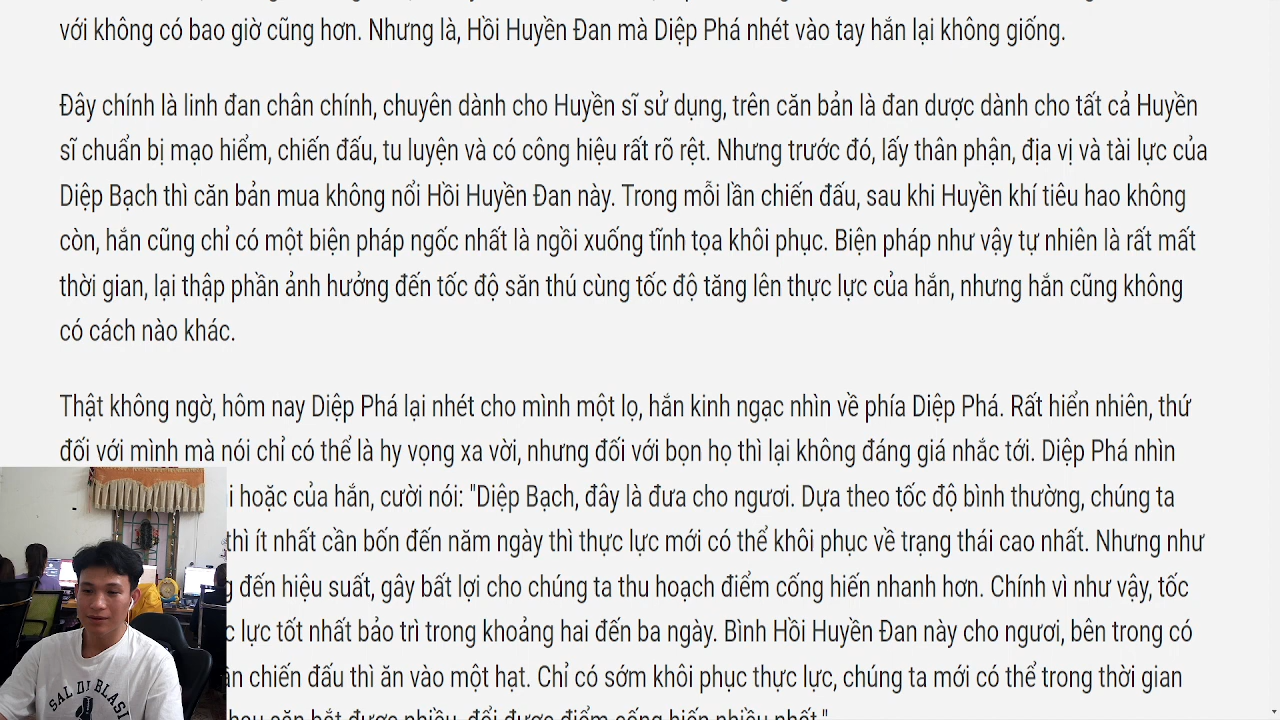 với không có bao giờ cũng hơn. Nhưng là, Hồi Huyền Đan mà Diệp Phá nhét vào tay hắn lại không giống.
Đây chính là linh đan chân chính, chuyên dành cho Huyền sĩ sử dụng, trên căn bản là đan dược dành cho tất cả Huyền
sĩ chuẩn bị mạo hiểm, chiến đấu, tu luyện và có công hiệu rất rõ rệt. Nhưng trước đó, lấy thân phận, địa vị và tài lực của
Diệp Bạch thì căn bản mua không nổi Hồi Huyền Đan này. Trong mỗi lần chiến đấu, sau khi Huyền khí tiêu hao không
còn, hắn cũng chỉ có một biện pháp ngốc nhất là ngồi xuống tĩnh tọa khôi phục. Biện pháp như vậy tự nhiên là rất mất
thời gian, lại thập phần ảnh hưởng đến tốc độ săn thú cùng tốc độ tăng lên thực lực của hắn, nhưng hắn cũng không
có cách nào khác.
Thật không ngờ, hôm nay Diệp Phá lại nhét cho mình một lọ, hắn kinh ngạc nhìn về phía Diệp Phá. Rất hiển nhiên, thứ
đối với mình mà nói chỉ có thể là hy vọng xa vời, nhưng đối với bọn họ thì lại không đáng giá nhắc tới. Diệp Phá nhìn
hoặc của hắn, cười nói: "Diệp Bạch, đây là đưa cho ngươi. Dựa theo tốc độ bình thường, chúng ta
thì ít nhất cần bốn đến năm ngày thì thực lực mới có thể khôi phục về trạng thái cao nhất. Nhưng như
đến hiệu suất, gây bất lợi cho chúng ta thu hoạch điểm cống hiến nhanh hơn. Chính vì như vậy, tốc
lực tốt nhất bảo trì trong khoảng hai đến ba ngày. Bình Hồi Huyền Đan này cho ngươi, bên trong có
chiến đấu thì ăn vào một hạt. Chỉ có sớm khôi phục thực lực, chúng ta mới có thể trong thời gian
săn bắt được nhiều, đổi được điểm cống hiến nhiều nhất."
SAL DI BLASI